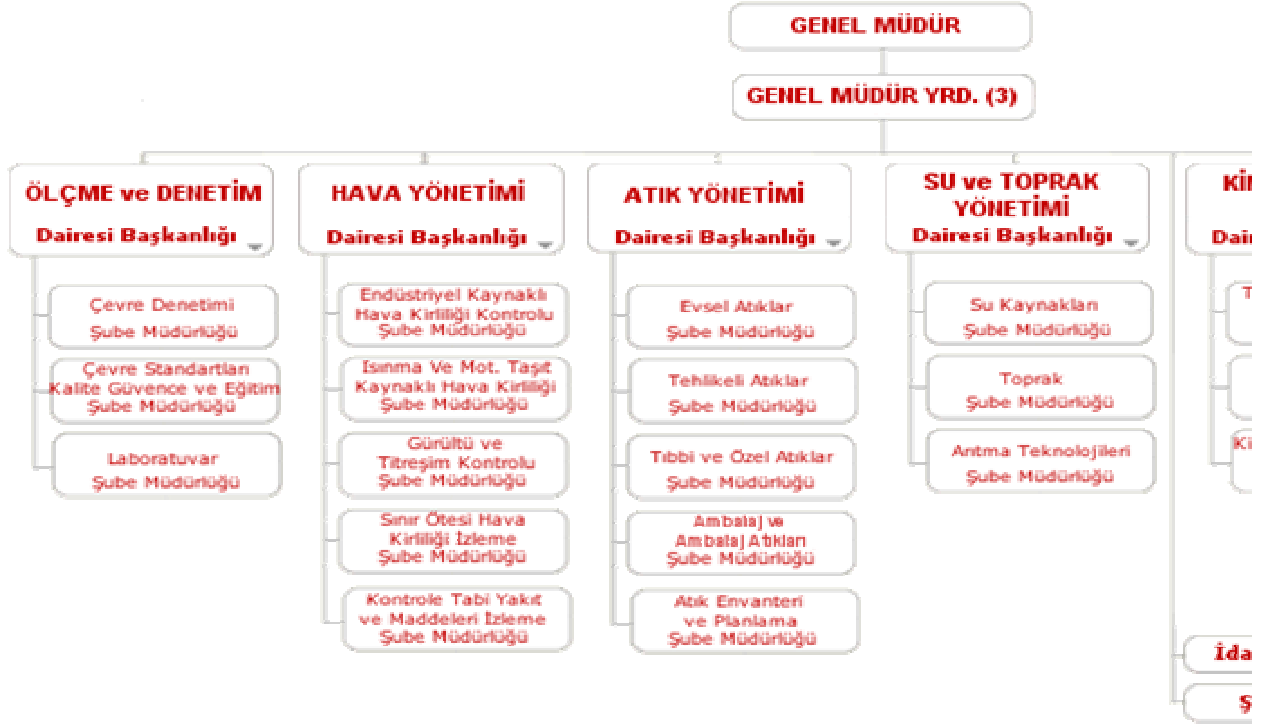 GENEL MÜDÜR
GENEL MÜDÜR YRD. (3)
ÖLÇME ve DENETİM
Dairesi Başkanlığı
Çevre Denetimi
Şube Müdürlüğü
Çevre Standartları
Kalite Güvence ve Eğitim
Şube Müdürlüğü
Laboratuvar
Şube Müdürlüğü
HAVA YÖNETİMİ
Dairesi Başkanlığı
Endüstriyel Kaynaklı
Hava Kirliliği Kontrolu
Şube Müdürlüğü
Isınma Ve Mot. Taşıt
Kaynaklı Hava Kirliliği
Şube Müdürlüğü
Gürültü ve
Titreşim Kontrolu
Şube Müdürlüğü
Sınır Ötesi Hava
Kirliliği İzleme
Şube Müdürlüğü
Kontrole Tabi Yakıt
ve Maddeleri İzleme
Şube Müdürlüğü
ATIK YÖNETİMİ
Dairesi Başkanlığı
Evsel Atıklar
Şube Müdürlüğü
Tehlikeli Atıklar
Şube Müdürlüğü
Tıbbi ve Özel Atıklar
Şube Müdürlüğü
Ambalaj ve
Ambalaj Atıkları
Şube Müdürlüğü
Atık Envanteri
ve Planlama
Şube Müdürlüğü
SU ve TOPRAK
YÖNETİMİ
Dairesi Başkanlığı
Su Kaynakları
Şube Müdürlüğü
Toprak
Şube Müdürlüğü
Arıtma Teknolojileri
Şube Müdürlüğü